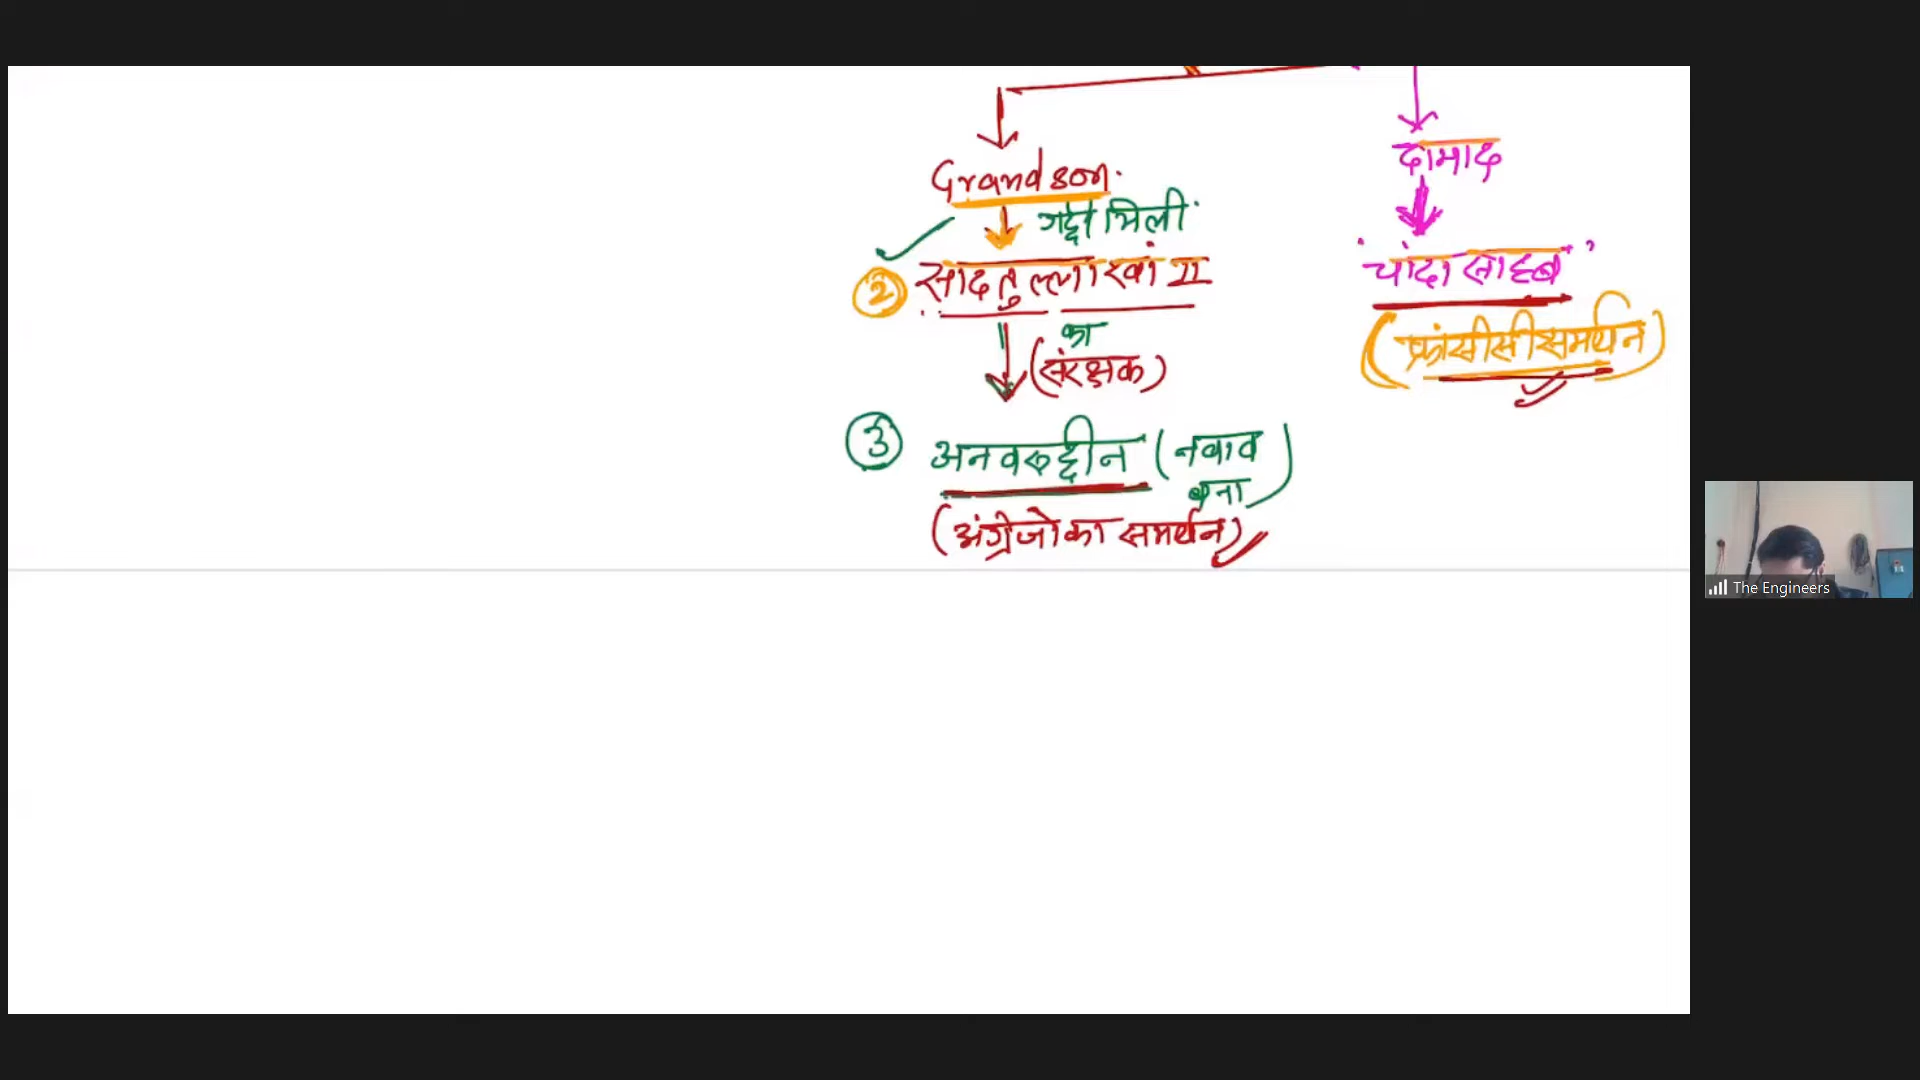 Grandson.
गद्दी मिली
② सादतुल्ला खां II
का
(संरक्षक)
③ अनवरुद्दीन (नवाब
बना)
(अंग्रेजो का समर्थन)
दामाद
'चांदा साहब'
(फ्रांसीसी समर्थन)
The Engineers